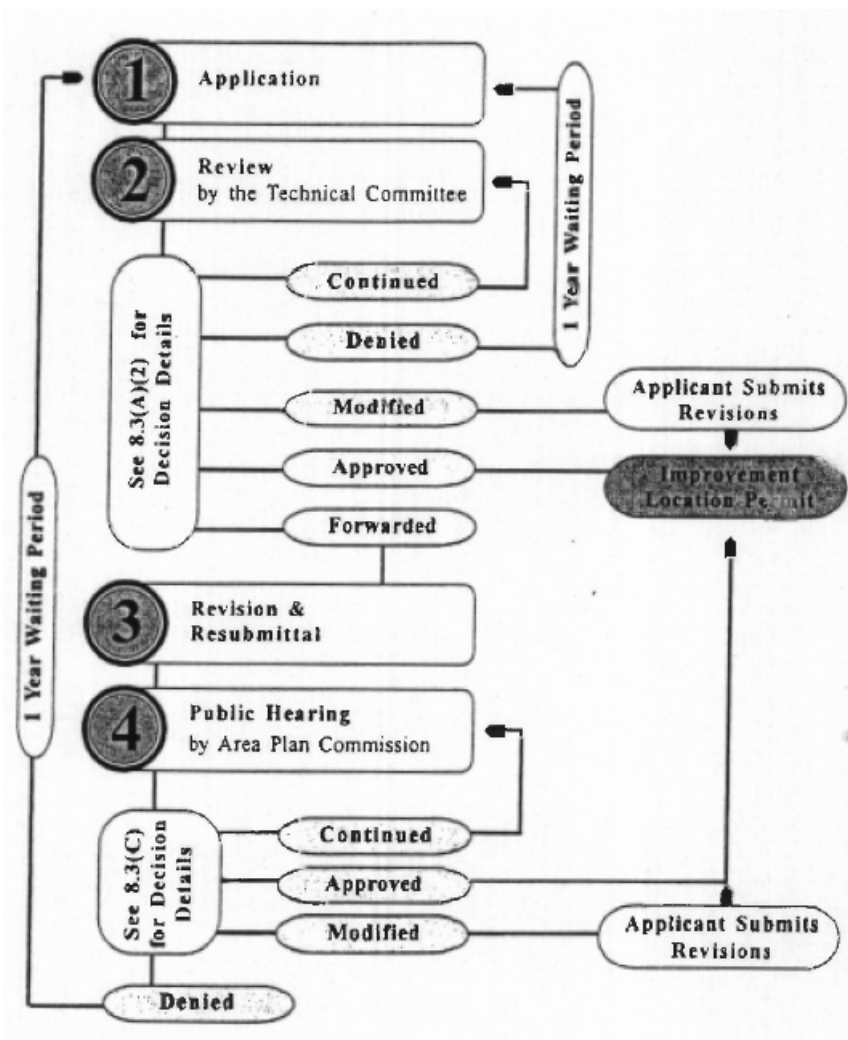 1
Application
2
Review
by the Technical Committee
1 Year Waiting Period
See 8.3(A)(2) for
Decision Details
Continued
Denied
Modified
Applicant Submits
Revisions
Approved
Improvement
Location Permit
Forwarded
1 Year Waiting Period
3
Revision &
Resubmittal
4
Public Hearing
by Area Plan Commission
See 8.3(C)
for Decision
Details
Continued
Approved
Modified
Applicant Submits
Revisions
Denied